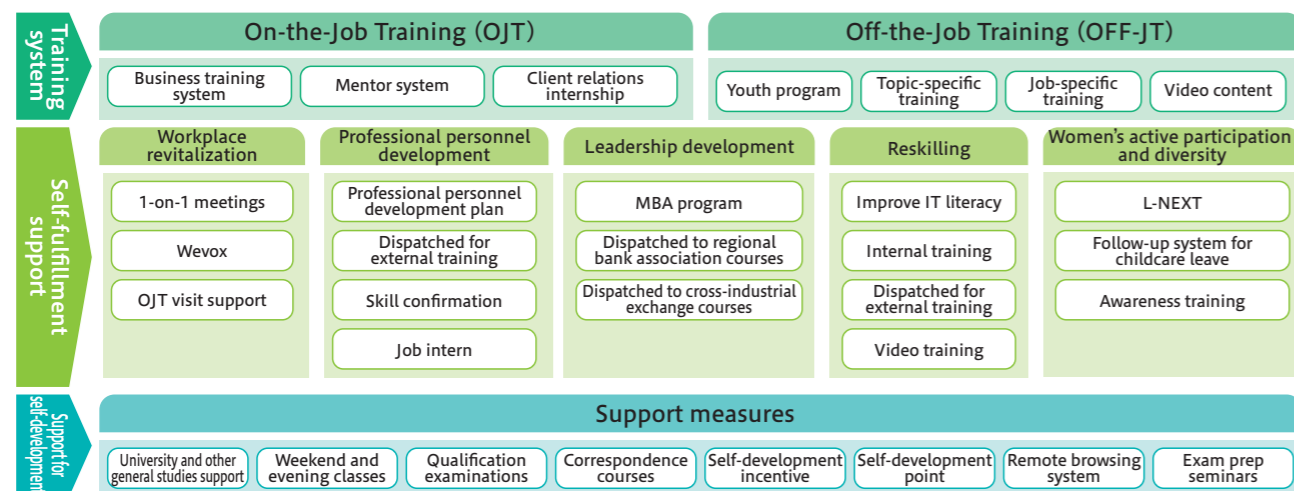 Training
system
On-the-Job Training (OJT)
Off-the-Job Training (OFF-JT)
Business training
system
Mentor system
Client relations
internship
Youth program
Topic-specific
training
Job-specific
training
Video content
Self-fulfillment
support
Workplace
revitalization
Professional personnel
development
Leadership development
Reskilling
Women's active participation
and diversity
1-on-1 meetings
Wevox
OJT visit support
Professional personnel
development plan
Dispatched for
external training
Skill confirmation
Job intern
MBA program
Dispatched to regional
bank association courses
Dispatched to cross-industrial
exchange courses
Improve IT literacy
Internal training
Dispatched for
external training
Video training
L-NEXT
Follow-up system for
childcare leave
Awareness training
Support for
self-development
Support measures
University and other
general studies support
Weekend and
evening classes
Qualification
examinations
Correspondence
courses
Self-development
incentive
Self-development
point
Remote browsing
system
Exam prep
seminars